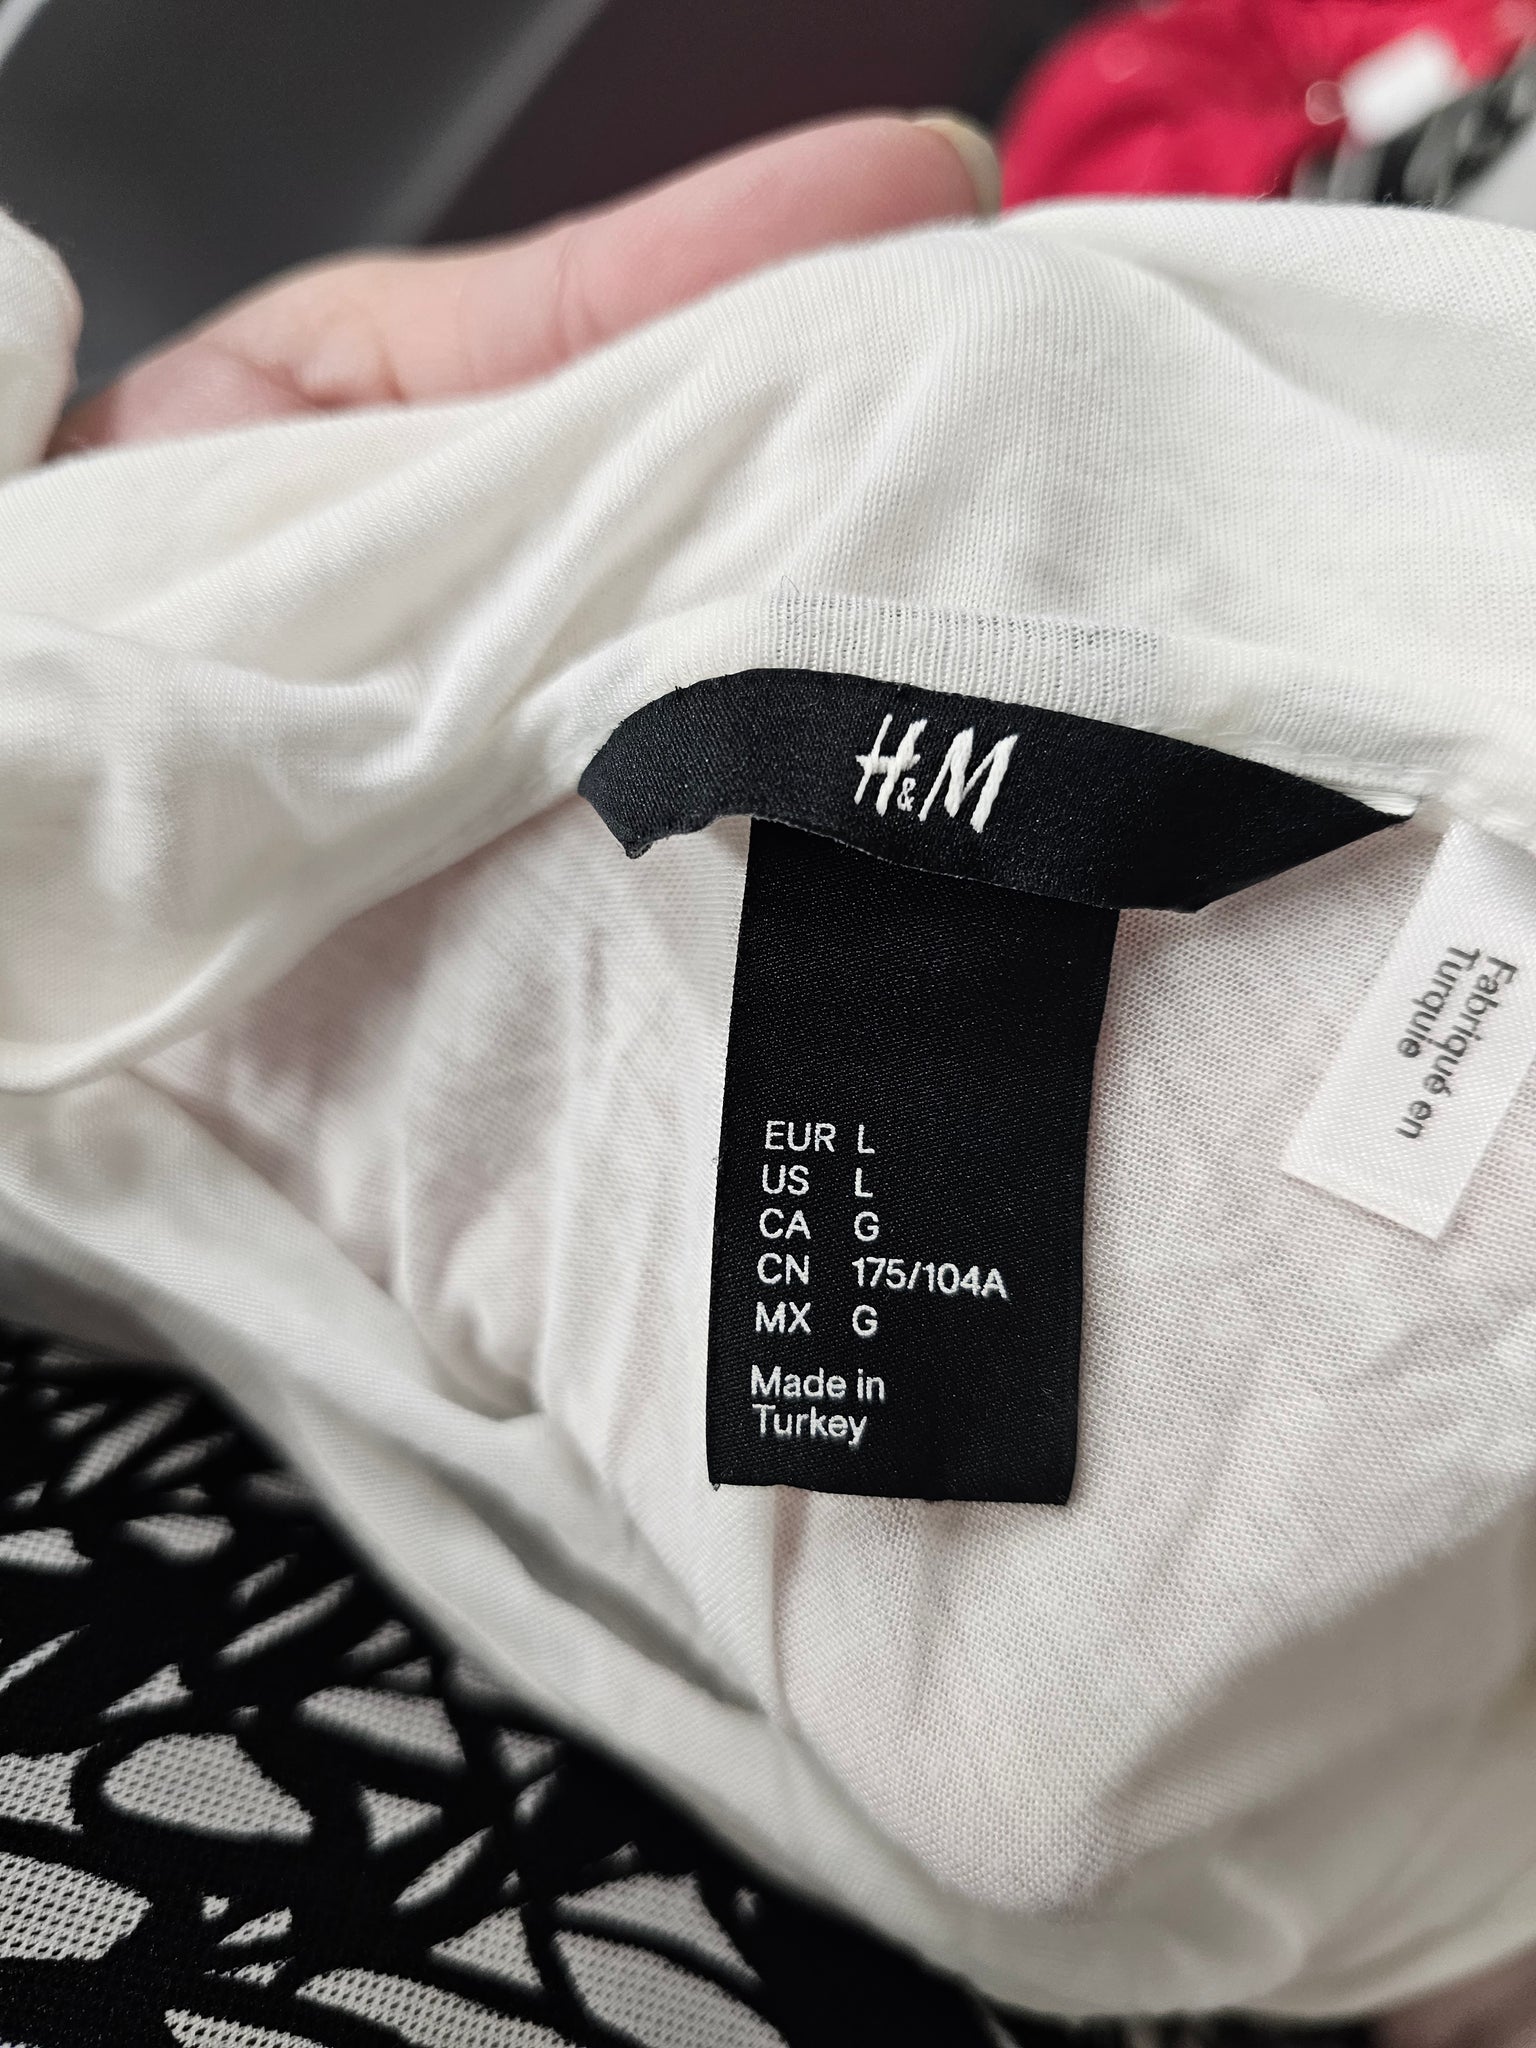 H&M
EUR L
US L
CA G
CN 175/104A
MX G
Made in
Turkey
Fabriqué en
Turquie